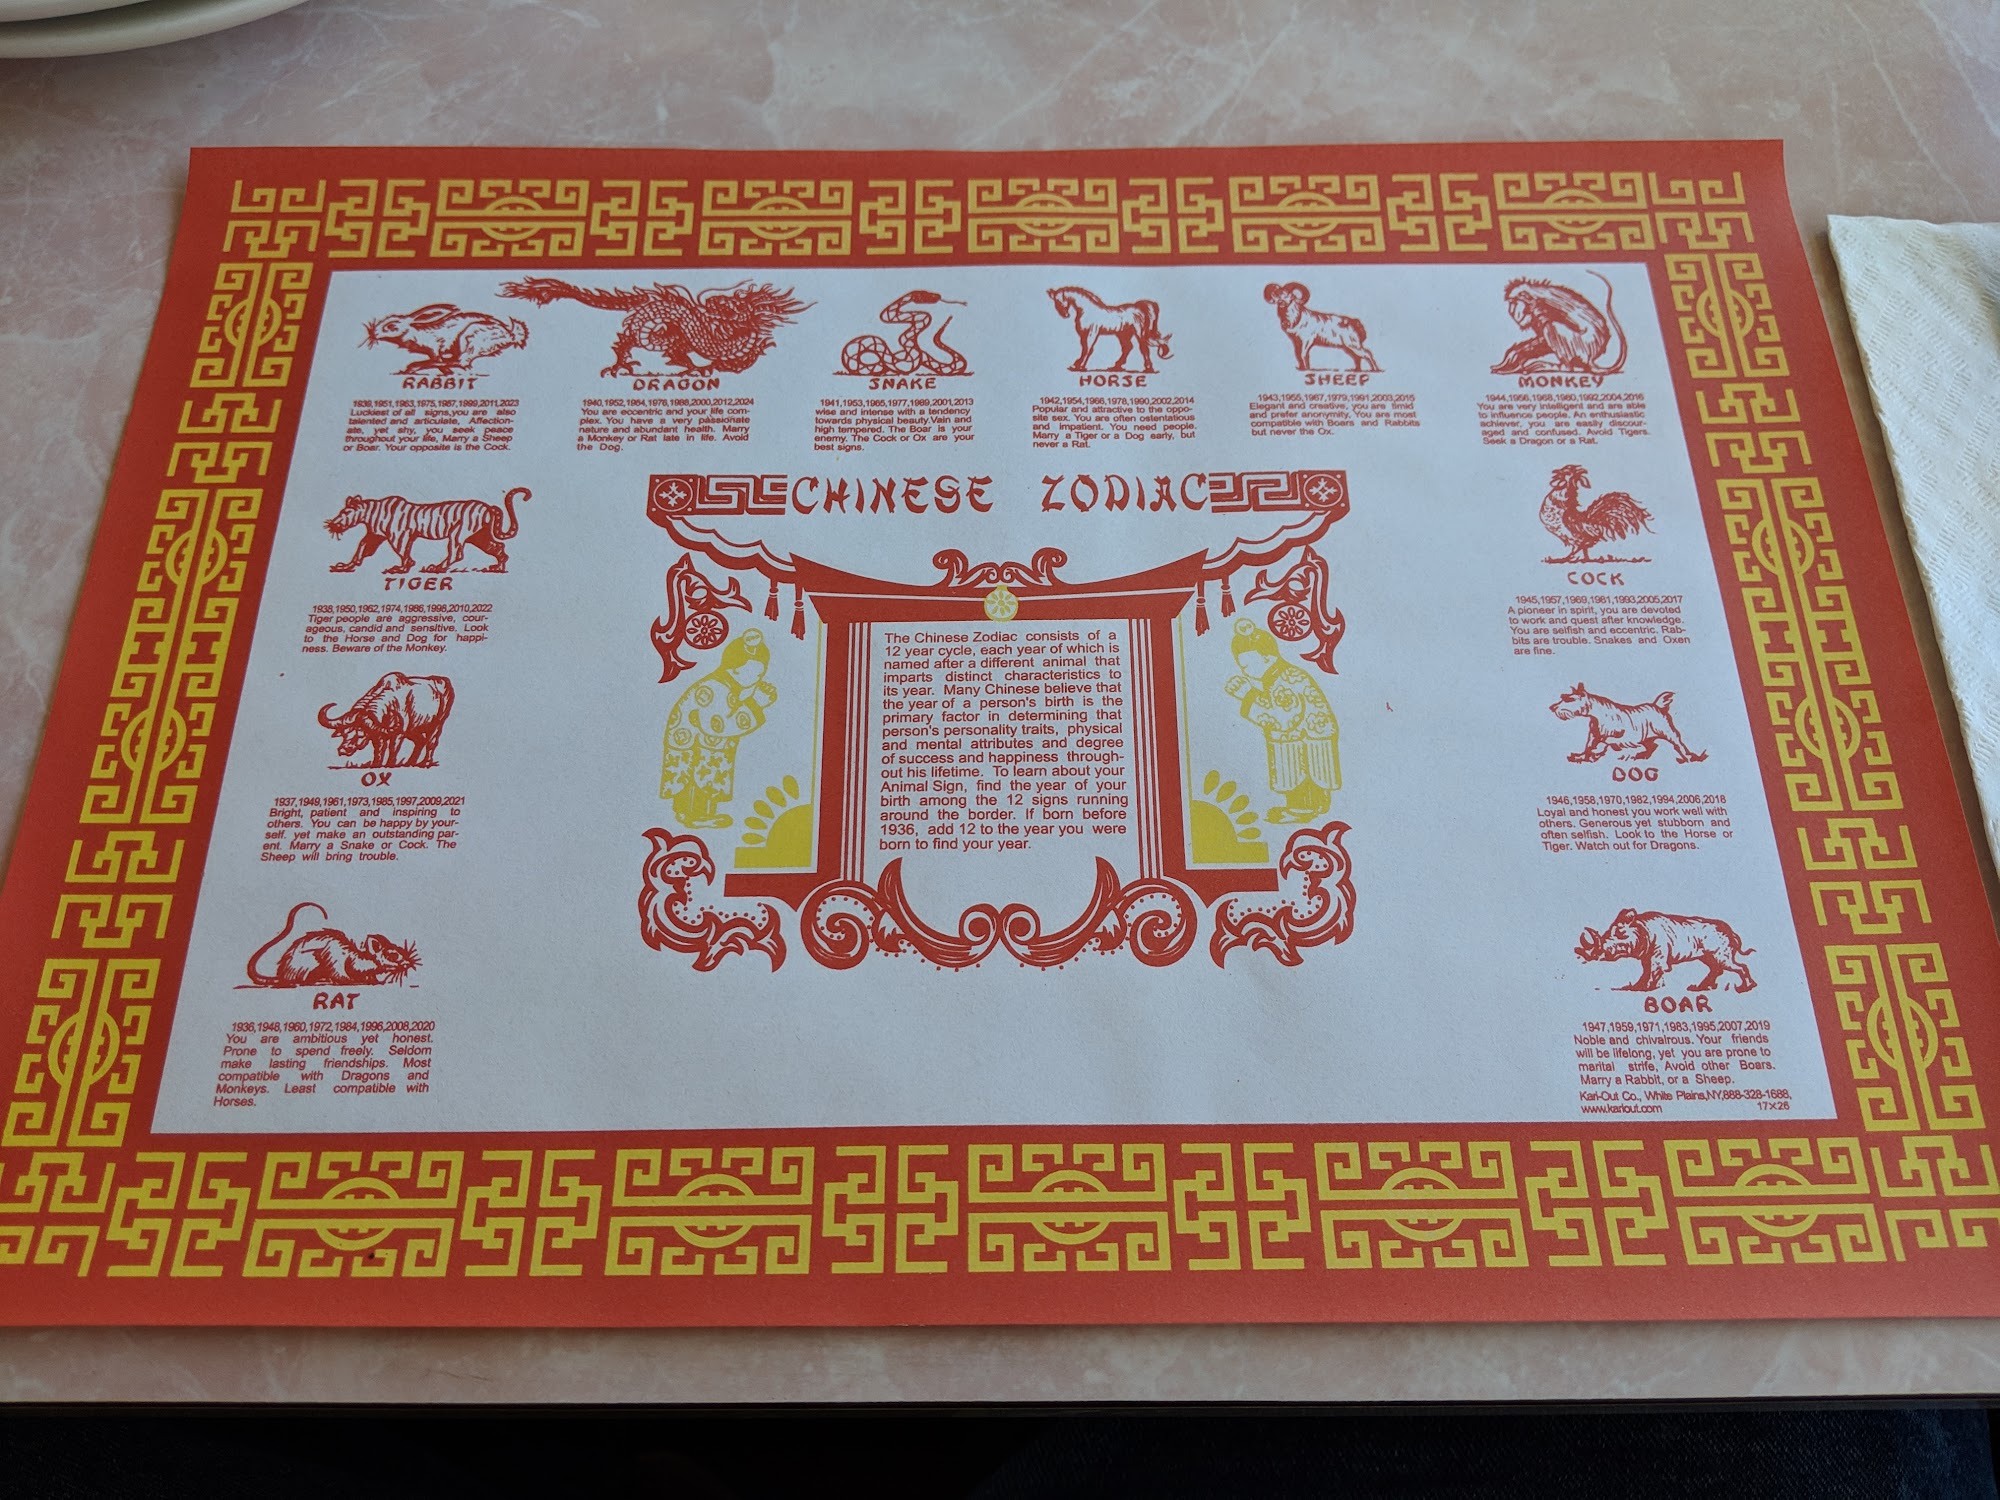 RABBIT
1939,1951,1963,1975,1987,1999,2011,2023
Luckiest of all signs,you are also
talented and articulate, Affection-
ate, yet shy, you seek peace
throughout your life, Marry a Sheep
or Boar. Your opposite is the Cock.
DRAGON
1940,1952,1964,1976,1988,2000,2012,2024
You are eccentric and your life com-
plex. You have a very passionate
nature and abundant health. Marry
a Monkey or Rat late in life. Avoid
the Dog.
SNAKE
1941,1953,1965,1977,1989,2001,2013
wise and intense with a tendency
towards physical beauty.Vain and
high tempered. The Boar is your
enemy. The Cock or Ox are your
best signs.
HORSE
1942,1954,1966,1978,1990,2002,2014
Popular and attractive to the oppo-
site sex. You are often ostentatious
and impatient. You need people.
Marry a Tiger or a Dog early, but
never a Rat.
SHEEP
1943,1955,1967,1979,1991,2003,2015
Elegant and creative, you are timid
and prefer anonymity. You are most
compatible with Boars and Rabbits
but never the Ox.
MONKEY
1944,1956,1968,1980,1992,2004,2016
You are very intelligent and are able
to influence people. An enthusiastic
achiever, you are easily discour-
aged and confused. Avoid Tigers.
Seek a Dragon or a Rat.
CHINESE ZODIAC
TIGER
1938,1950,1962,1974,1986,1998,2010,2022
Tiger people are aggressive, cour-
ageous, candid and sensitive. Look
to the Horse and Dog for happi-
ness. Beware of the Monkey.
COCK
1945,1957,1969,1981,1993,2005,2017
A pioneer in spirit, you are devoted
to work and quest after knowledge.
You are selfish and eccentric. Rab-
bits are trouble. Snakes and Oxen
are fine.
The Chinese Zodiac consists of a
12 year cycle, each year of which is
named after a different animal that
imparts distinct characteristics to
its year. Many Chinese believe that
the year of a person's birth is the
primary factor in determining that
person's personality traits, physical
and mental attributes and degree
of success and happiness through-
out his lifetime. To learn about your
Animal Sign, find the year of your
birth among the 12 signs running
around the border. If born before
1936, add 12 to the year you were
born to find your year.
OX
1937,1949,1961,1973,1985,1997,2009,2021
Bright, patient and inspiring to
others. You can be happy by your-
self. yet make an outstanding par-
ent. Marry a Snake or Cock. The
Sheep will bring trouble.
DOG
1946,1958,1970,1982,1994,2006,2018
Loyal and honest you work well with
others. Generous yet stubborn and
often selfish. Look to the Horse or
Tiger. Watch out for Dragons.
RAT
1936,1948,1960,1972,1984,1996,2008,2020
You are ambitious yet honest.
Prone to spend freely. Seldom
make lasting friendships. Most
compatible with Dragons and
Monkeys. Least compatible with
Horses.
BOAR
1947,1959,1971,1983,1995,2007,2019
Noble and chivalrous. Your friends
will be lifelong, yet you are prone to
marital strife, Avoid other Boars.
Marry a Rabbit, or a Sheep.
Kari-Out Co., White Plains,NY,888-328-1688,
www.kariout.com 17X26